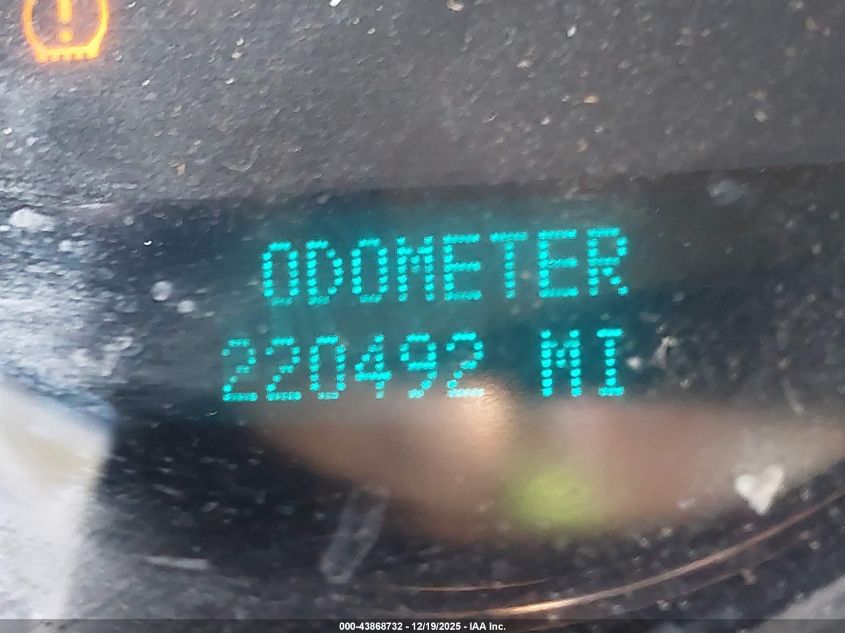 ODOMETER
220492 MI
000-43868732 - 12/19/2025 - IAA Inc.